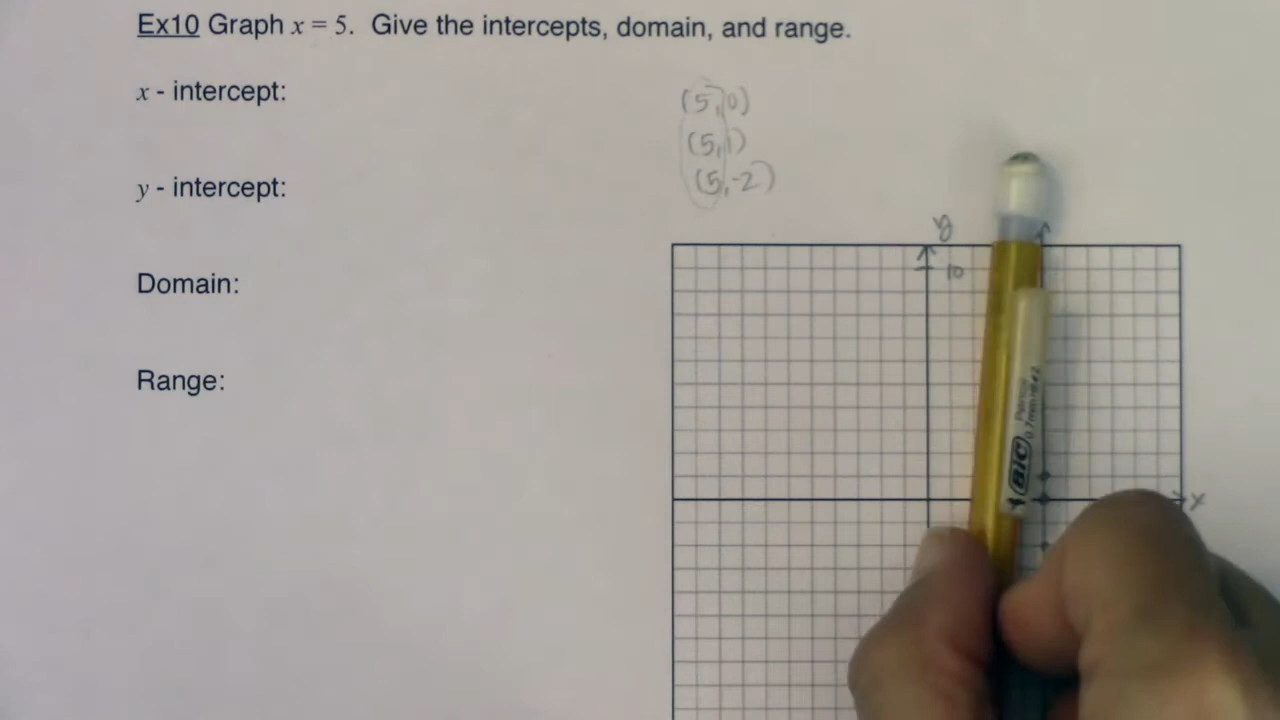 Ex10 Graph x = 5. Give the intercepts, domain, and range.
x - intercept:
(5,0)
(5,1)
y - intercept:
(5,-2)
y
10
Domain:
Range:
BIC
x